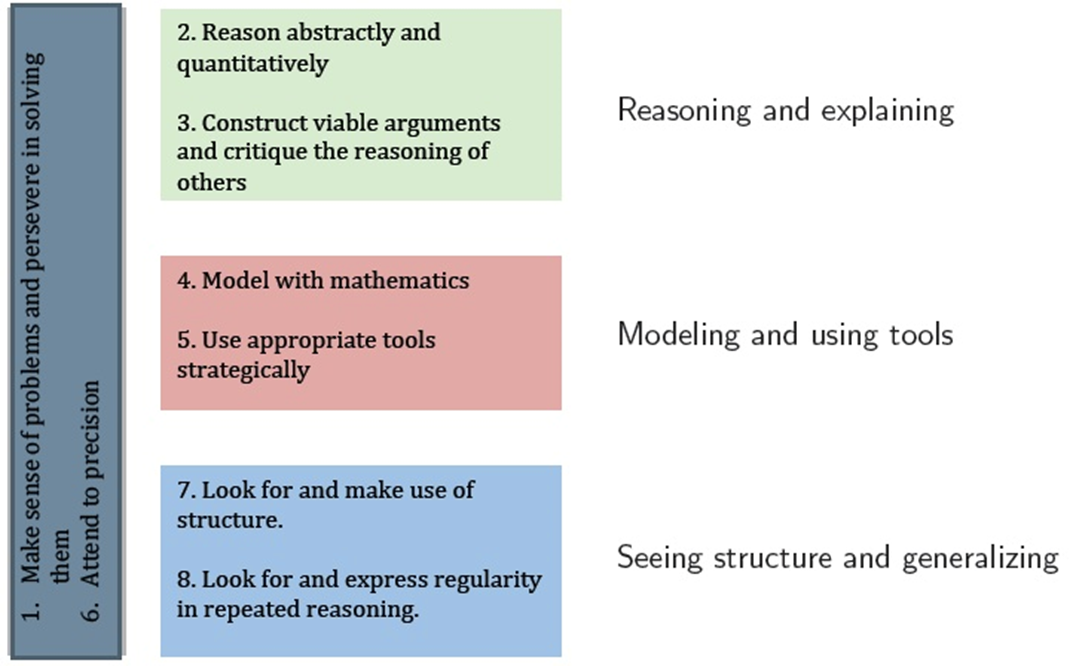 1. Make sense of problems and persevere in solving
them
6. Attend to precision
2. Reason abstractly and
quantitatively
3. Construct viable arguments
and critique the reasoning of
others
Reasoning and explaining
4. Model with mathematics
5. Use appropriate tools
strategically
Modeling and using tools
7. Look for and make use of
structure.
8. Look for and express regularity
in repeated reasoning.
Seeing structure and generalizing